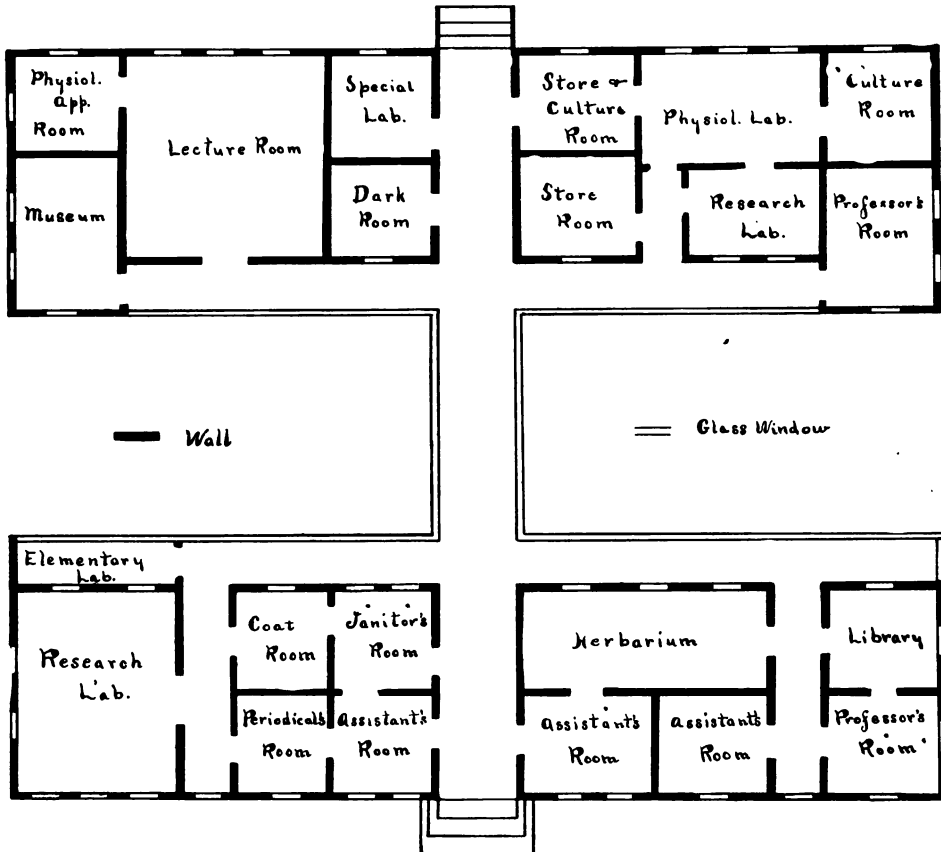 Physiol.
App.
Room
Lecture Room
Special
Lab.
Store &
Culture
Room
Physiol. Lab.
Culture
Room
Museum
Dark
Room
Store
Room
Research
Lab.
Professor's
Room
Wall
Glass Window
Elementary
Lab.
Research
Lab.
Coat
Room
Janitor's
Room
Herbarium
Library
Periodicals
Room
Assistant's
Room
Assistant's
Room
Assistant's
Room
Professor's
Room